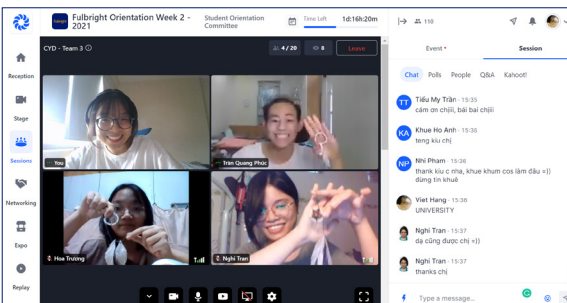 Fulbright Orientation Week 2 -
2021
Student Orientation
Committee
Time Left
1d:16h:20m
110
CYD - Team 3
4 / 20
8
Leave
Reception
Stage
Sessions
Networking
Expo
Replay
You
Trần Quang Phúc
Hoa Trương
Nghi Tran
Event
Session
Chat
Polls
People
Q&A
Kahoot!
TT
Tiểu My Trần · 15:35
cám ơn chịiii, bái bai chịiii
KA
Khue Ho Anh · 15:36
teng kiu chị
NP
Nhi Pham · 15:36
thank kiu c nha, khue khum cos làm đâu =))
đừng tin khuê
Viet Hang · 15:36
UNIVERSITY
Nghi Tran · 15:37
dạ cũng được chị =))
Nghi Tran · 15:37
thanks chị
Type a message...